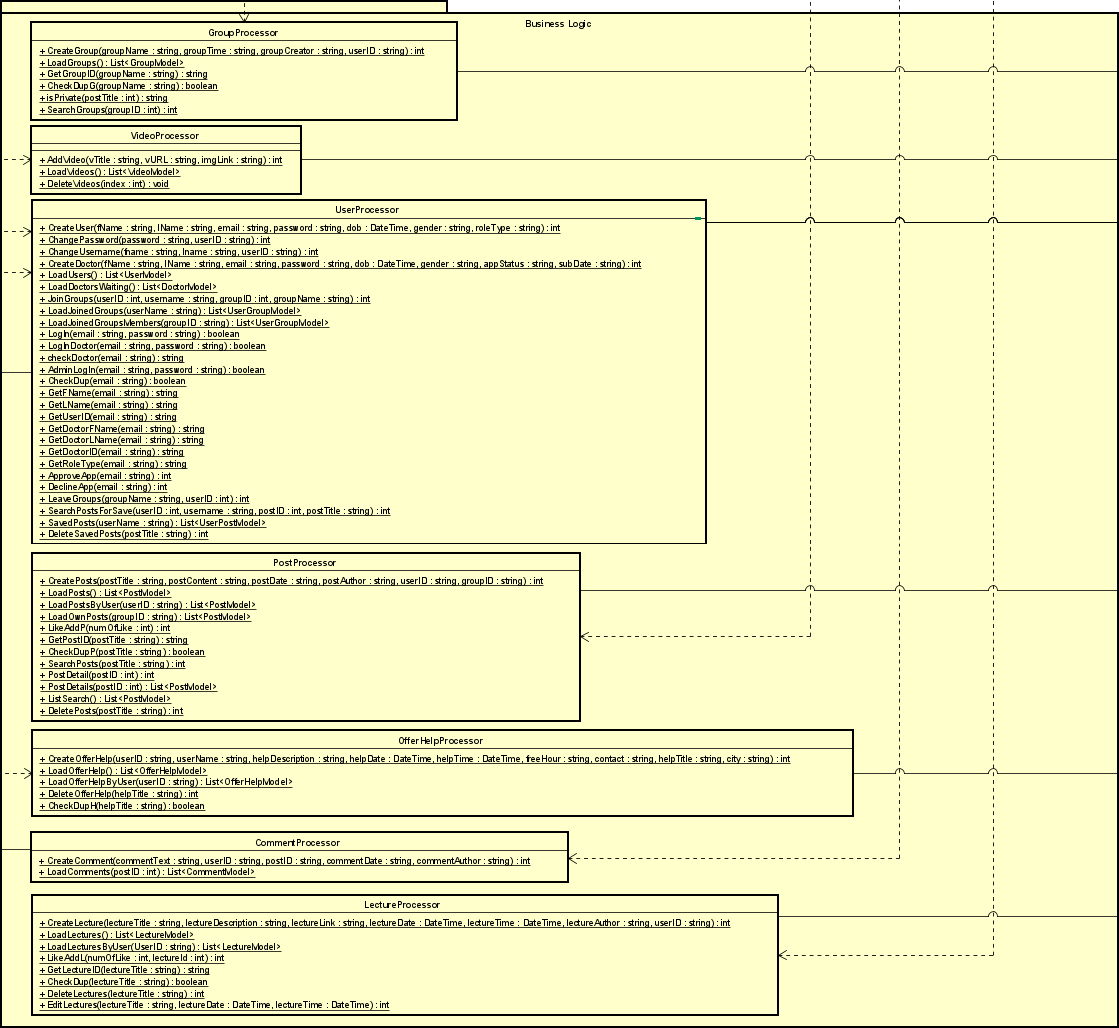 Business Logic
GroupProcessor
+ CreateGroup(groupName : string, groupTime : string, groupCreator : string, userID : string) : int
+ LoadGroups() : List<GroupModel>
+ GetGroupID(groupName : string) : string
+ CheckDupG(groupName : string) : boolean
+ isPrivate(postTitle : int) : string
+ SearchGroups(groupID : int) : int
VideoProcessor
+ AddVideo(vTitle : string, vURL : string, imgLink : string) : int
+ LoadVideos() : List<VideoModel>
+ DeleteVideos(index : int) : void
UserProcessor
+ CreateUser(fName : string, lName : string, email : string, password : string, dob : DateTime, gender : string, roleType : string) : int
+ ChangePassword(password : string, userID : string) : int
+ ChangeUsername(fname : string, lname : string, userID : string) : int
+ CreateDoctor(fName : string, lName : string, email : string, password : string, dob : DateTime, gender : string, appStatus : string, subDate : string) : int
+ LoadUsers() : List<UserModel>
+ LoadDoctorsWaiting() : List<DoctorModel>
+ JoinGroups(userID : int, username : string, groupID : int, groupName : string) : int
+ LoadJoinedGroups(userName : string) : List<UserGroupModel>
+ LoadJoinedGroupsMembers(groupID : string) : List<UserGroupModel>
+ LogIn(email : string, password : string) : boolean
+ LogInDoctor(email : string, password : string) : boolean
+ checkDoctor(email : string) : string
+ AdminLogIn(email : string, password : string) : boolean
+ CheckDup(email : string) : boolean
+ GetFName(email : string) : string
+ GetLName(email : string) : string
+ GetUserID(email : string) : string
+ GetDoctorFName(email : string) : string
+ GetDoctorLName(email : string) : string
+ GetDoctorID(email : string) : string
+ GetRoleType(email : string) : string
+ ApproveApp(email : string) : int
+ DeclineApp(email : string) : int
+ LeaveGroups(groupName : string, userID : int) : int
+ SearchPostsForSave(userID : int, username : string, postID : int, postTitle : string) : int
+ SavedPosts(userName : string) : List<UserPostModel>
+ DeleteSavedPosts(postTitle : string) : int
PostProcessor
+ CreatePosts(postTitle : string, postContent : string, postDate : string, postAuthor : string, userID : string, groupID : string) : int
+ LoadPosts() : List<PostModel>
+ LoadPostsByUser(userID : string) : List<PostModel>
+ LoadOwnPosts(groupID : string) : List<PostModel>
+ LikeAddP(numOfLike : int) : int
+ GetPostID(postTitle : string) : string
+ CheckDupP(postTitle : string) : boolean
+ SearchPosts(postTitle : string) : int
+ PostDetail(postID : int) : int
+ PostDetails(postID : int) : List<PostModel>
+ ListSearch() : List<PostModel>
+ DeletePosts(postTitle : string) : int
OfferHelpProcessor
+ CreateOfferHelp(userID : string, userName : string, helpDescription : string, helpDate : DateTime, helpTime : DateTime, freeHour : string, contact : string, helpTitle : string, city : string) : int
+ LoadOfferHelp() : List<OfferHelpModel>
+ LoadOfferHelpByUser(userID : string) : List<OfferHelpModel>
+ DeleteOfferHelp(helpTitle : string) : int
+ CheckDupH(helpTitle : string) : boolean
CommentProcessor
+ CreateComment(commentText : string, userID : string, postID : string, commentDate : string, commentAuthor : string) : int
+ LoadComments(postID : int) : List<CommentModel>
LectureProcessor
+ CreateLecture(lectureTitle : string, lectureDescription : string, lectureLink : string, lectureDate : DateTime, lectureTime : DateTime, lectureAuthor : string, userID : string) : int
+ LoadLectures() : List<LectureModel>
+ LoadLecturesByUser(UserID : string) : List<LectureModel>
+ LikeAddL(numOfLike : int, lectureId : int) : int
+ GetLectureID(lectureTitle : string) : string
+ CheckDup(lectureTitle : string) : boolean
+ DeleteLectures(lectureTitle : string) : int
+ EditLectures(lectureTitle : string, lectureDate : DateTime, lectureTime : DateTime) : int